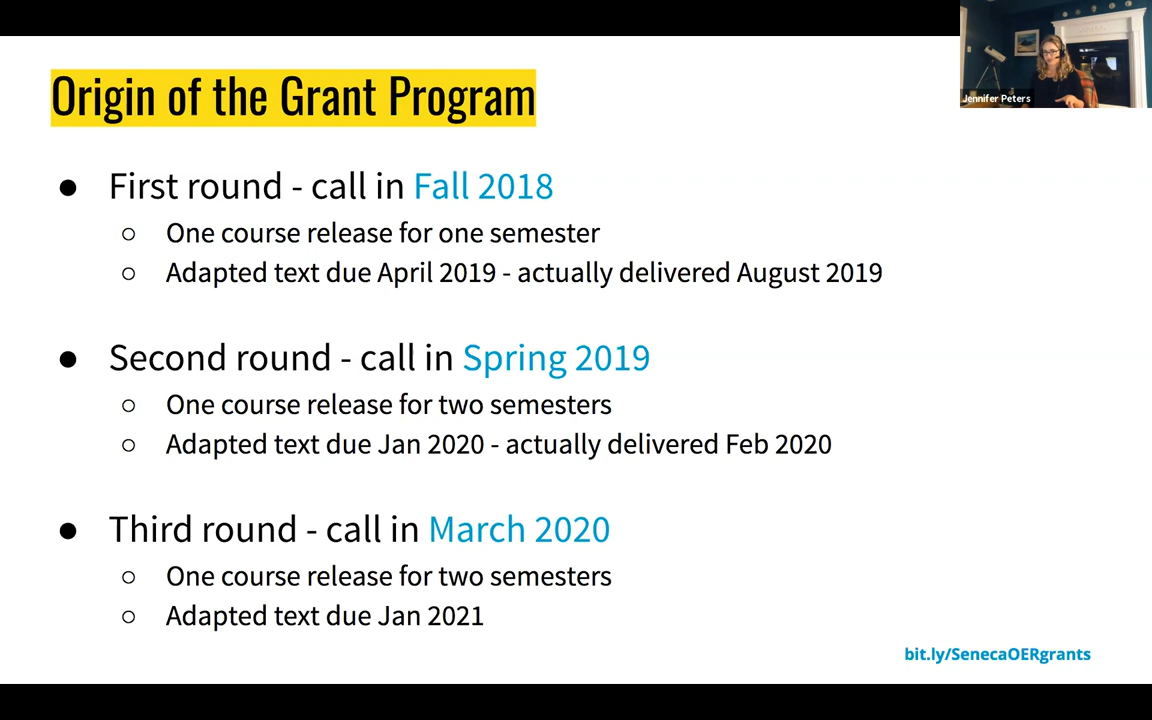 Origin of the Grant Program
Jennifer Peters
● First round - call in Fall 2018
○ One course release for one semester
○ Adapted text due April 2019 - actually delivered August 2019
● Second round - call in Spring 2019
○ One course release for two semesters
○ Adapted text due Jan 2020 - actually delivered Feb 2020
● Third round - call in March 2020
○ One course release for two semesters
○ Adapted text due Jan 2021
bit.ly/SenecaOERgrants